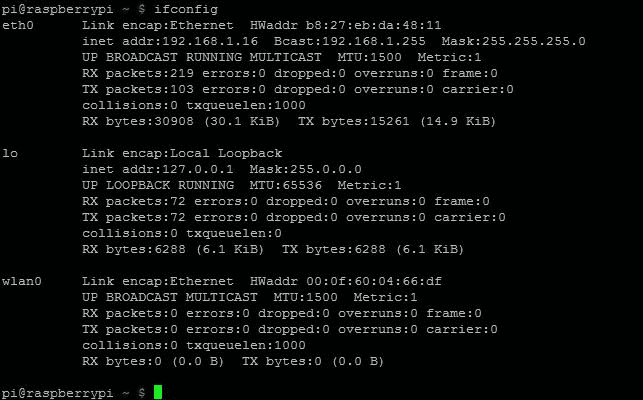 pi@raspberrypi ~ $ ifconfig
eth0      Link encap:Ethernet  HWaddr b8:27:eb:da:48:11
          inet addr:192.168.1.16  Bcast:192.168.1.255  Mask:255.255.255.0
          UP BROADCAST RUNNING MULTICAST  MTU:1500  Metric:1
          RX packets:219 errors:0 dropped:0 overruns:0 frame:0
          TX packets:103 errors:0 dropped:0 overruns:0 carrier:0
          collisions:0 txqueuelen:1000
          RX bytes:30908 (30.1 KiB)  TX bytes:15261 (14.9 KiB)
lo        Link encap:Local Loopback
          inet addr:127.0.0.1  Mask:255.0.0.0
          UP LOOPBACK RUNNING  MTU:65536  Metric:1
          RX packets:72 errors:0 dropped:0 overruns:0 frame:0
          TX packets:72 errors:0 dropped:0 overruns:0 carrier:0
          collisions:0 txqueuelen:0
          RX bytes:6288 (6.1 KiB)  TX bytes:6288 (6.1 KiB)
wlan0     Link encap:Ethernet  HWaddr 00:0f:60:04:66:df
          UP BROADCAST MULTICAST  MTU:1500  Metric:1
          RX packets:0 errors:0 dropped:0 overruns:0 frame:0
          TX packets:0 errors:0 dropped:0 overruns:0 carrier:0
          collisions:0 txqueuelen:1000
          RX bytes:0 (0.0 B)  TX bytes:0 (0.0 B)
pi@raspberrypi ~ $